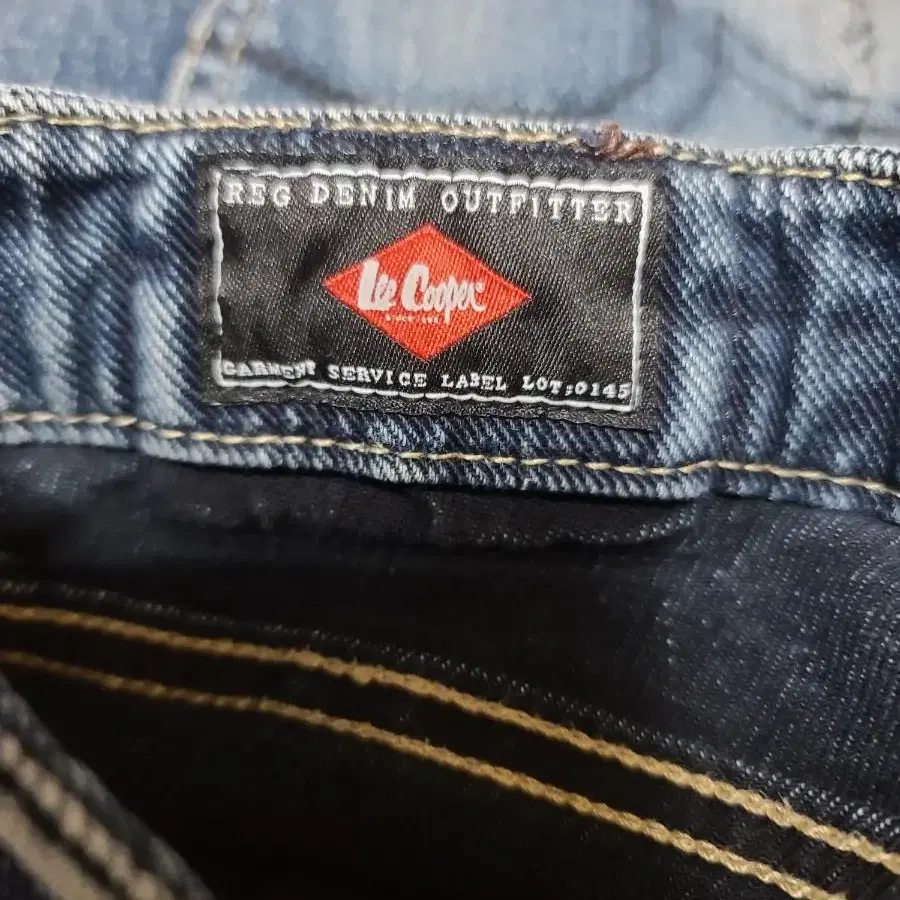 REG DENIM OUTFITTER
Lee Cooper
GARMENT SERVICE LABEL LOT;0145